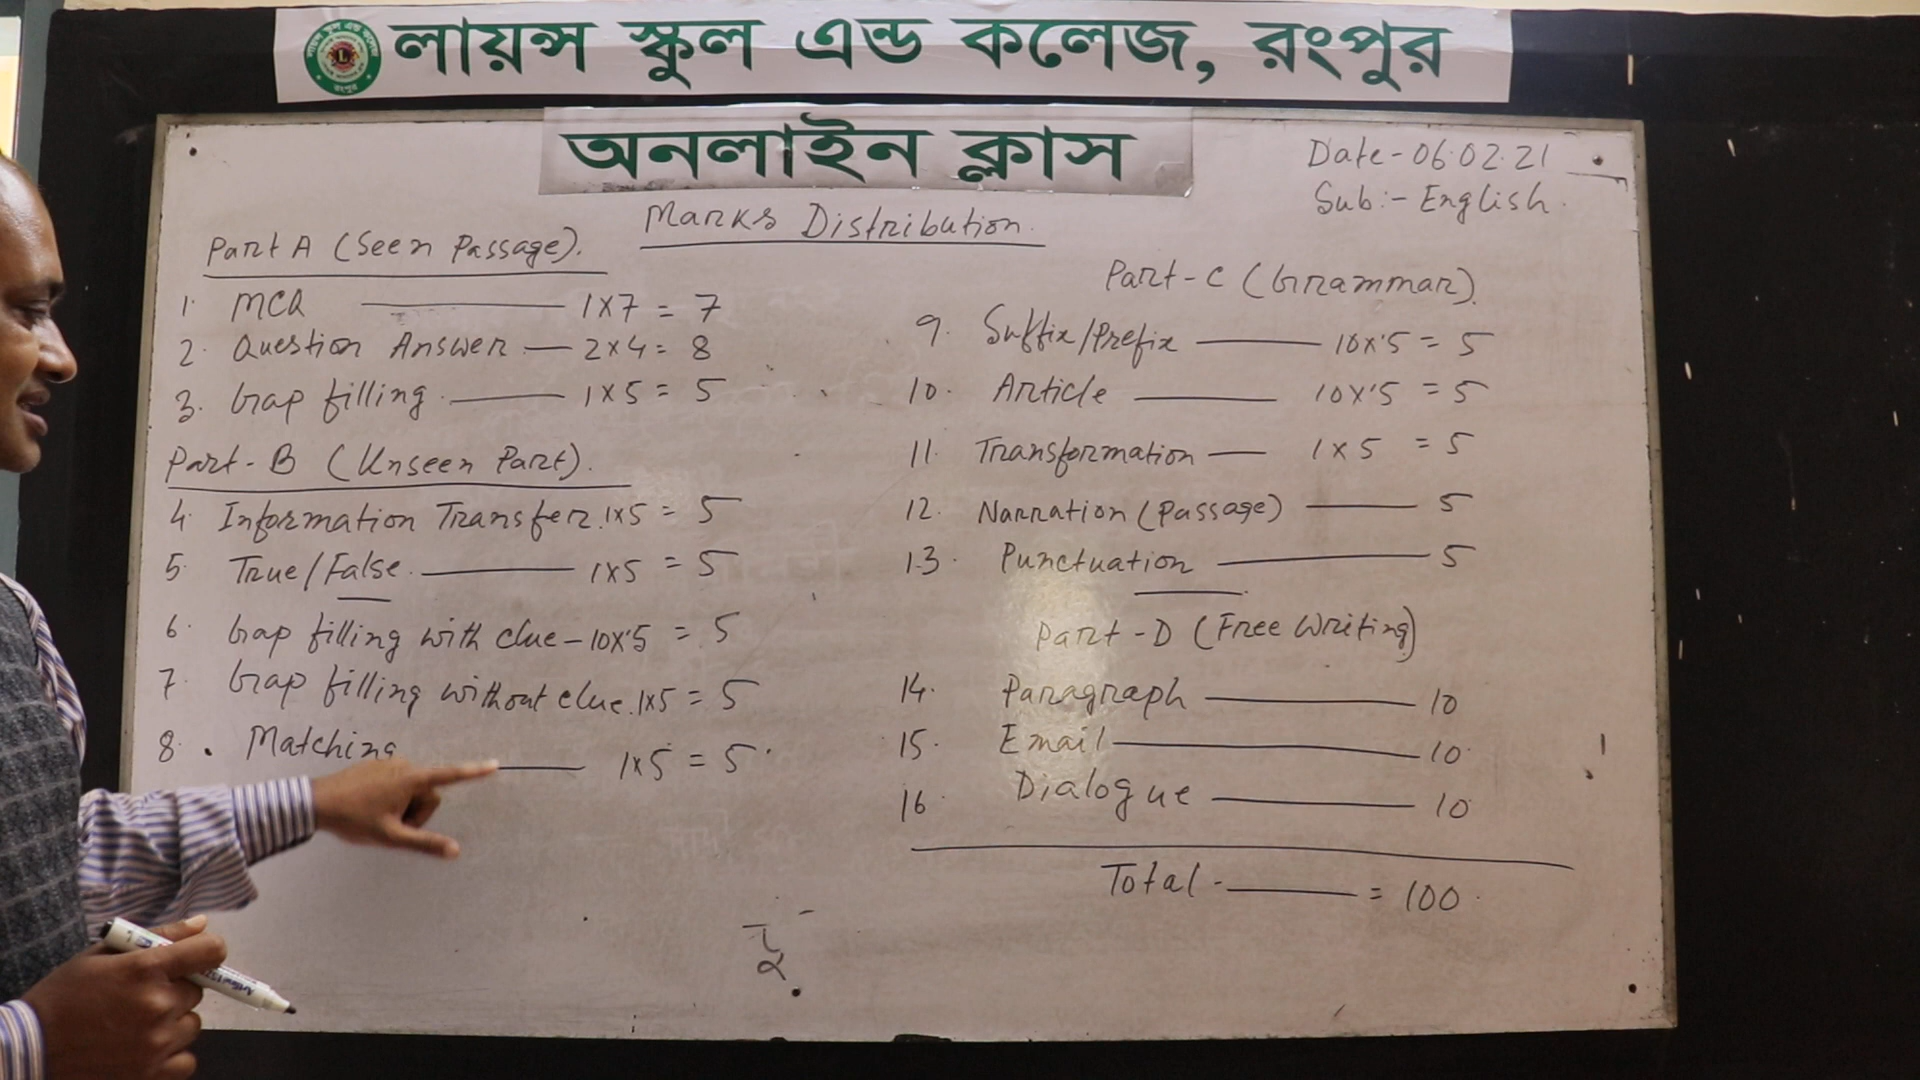 লায়ন্স স্কুল এন্ড কলেজ, রংপুর
অনলাইন ক্লাস
Date-06.02.21
Sub:- English.
Marks Distribution.
Part A (Seen Passage).
1. MCQ 1x7 = 7
2. Question Answer. 2x4= 8
3. Gap filling. 1x5= 5
Part-B (Unseen Part).
4. Information Transfer. 1x5 = 5
5. True/False. 1x5 = 5
6. Gap filling with clue-10x.5 = 5
7. Gap filling without clue. 1x5 = 5
8. Matching 1x5 = 5
Part-C (Grammar).
9. Suffix/Prefix 10x.5 = 5
10. Article 10x.5 = 5
11. Transformation 1x5 = 5
12. Narration (Passage) 5
13. Punctuation 5
Part-D (Free Writing)
14. Paragraph 10
15. Email 10
16. Dialogue 10
Total - = 100